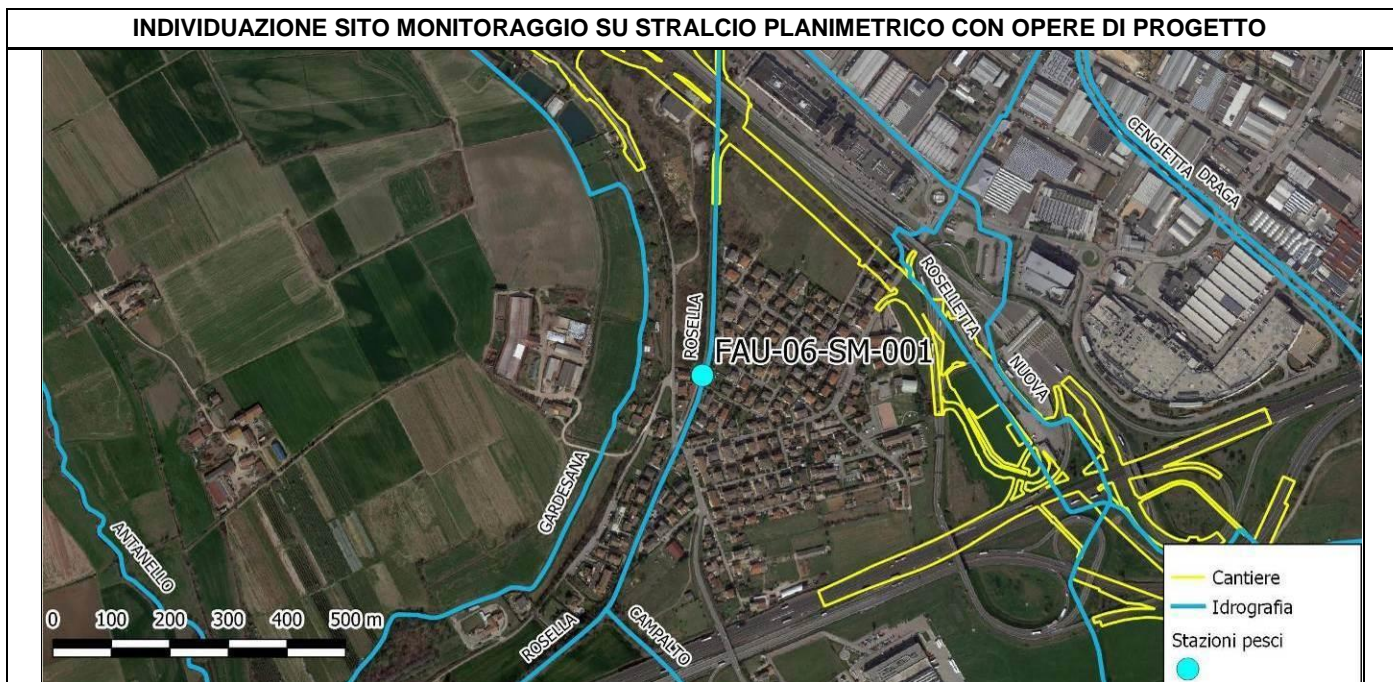 INDIVIDUAZIONE SITO MONITORAGGIO SU STRALCIO PLANIMETRICO CON OPERE DI PROGETTO
CENGIETTA DRAGA
ROSELLETTA
NUOVA
ROSELLA
FAU-06-SM-001
GARDESANA
ANTANELLO
ROSELLA
CAMPALTO
0 100 200 300 400 500 m
Cantiere
Idrografia
Stazioni pesci